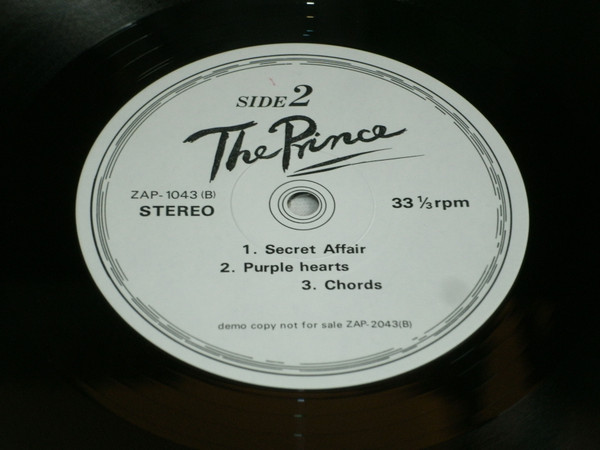 SIDE 2
The Prince
ZAP-1043 (B)
STEREO
33 1/3 rpm
1. Secret Affair
2. Purple hearts
3. Chords
demo copy not for sale ZAP-2043(B)